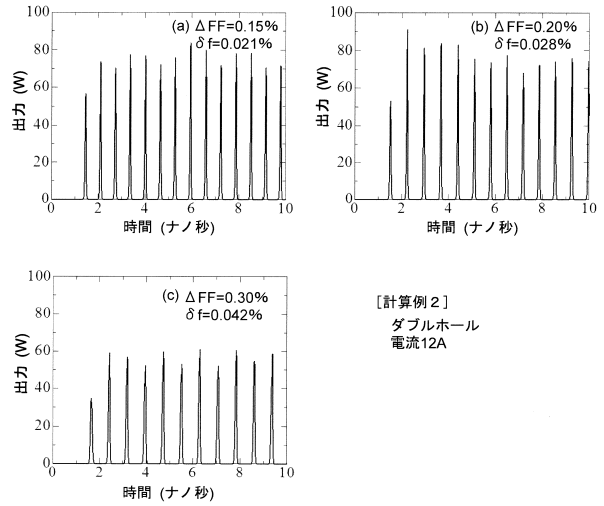 (a) ΔFF=0.15%
δf=0.021%
100
80
60
40
20
0
出力 (W)
0 2 4 6 8 10
時間 (ナノ秒)
(b) ΔFF=0.20%
δf=0.028%
100
80
60
40
20
0
出力 (W)
0 2 4 6 8 10
時間 (ナノ秒)
(c) ΔFF=0.30%
δf=0.042%
100
80
60
40
20
0
出力 (W)
0 2 4 6 8 10
時間 (ナノ秒)
[計算例2]
ダブルホール
電流12A